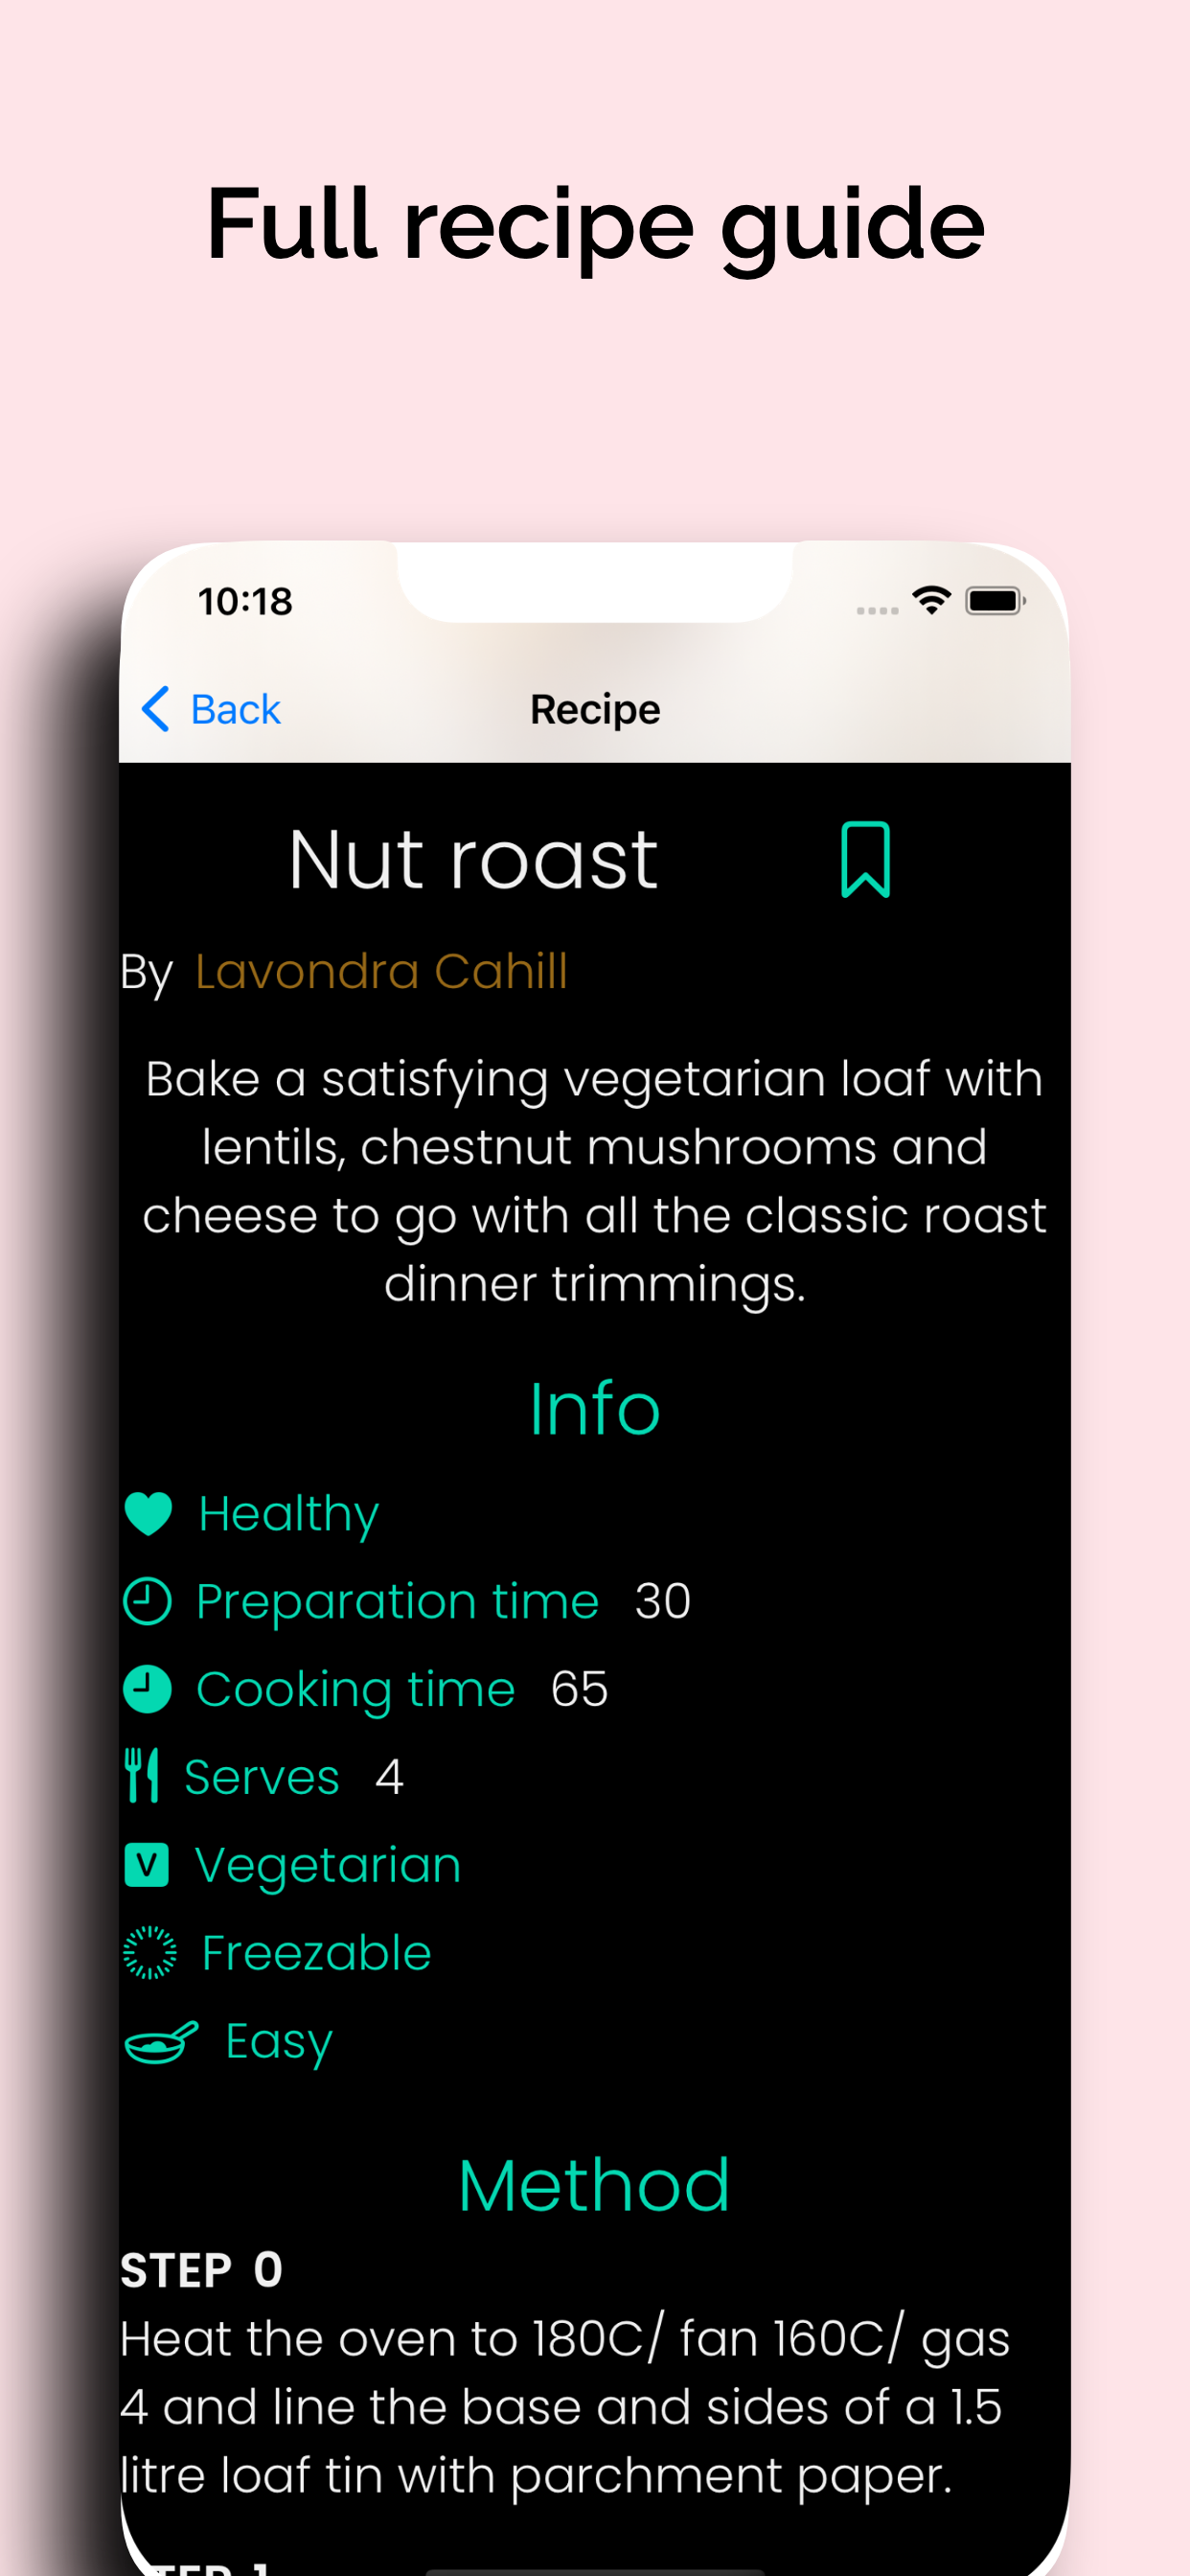 Full recipe guide
10:18
Back
Recipe
Nut roast
By Lavondra Cahill
Bake a satisfying vegetarian loaf with
lentils, chestnut mushrooms and
cheese to go with all the classic roast
dinner trimmings.
Info
Healthy
Preparation time 30
Cooking time 65
Serves 4
V Vegetarian
Freezable
Easy
Method
STEP 0
Heat the oven to 180C/ fan 160C/ gas
4 and line the base and sides of a 1.5
litre loaf tin with parchment paper.